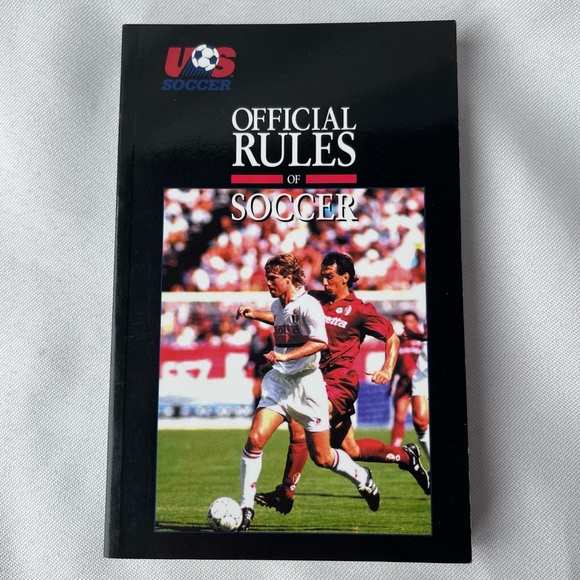 US
SOCCER
OFFICIAL
RULES
OF
SOCCER